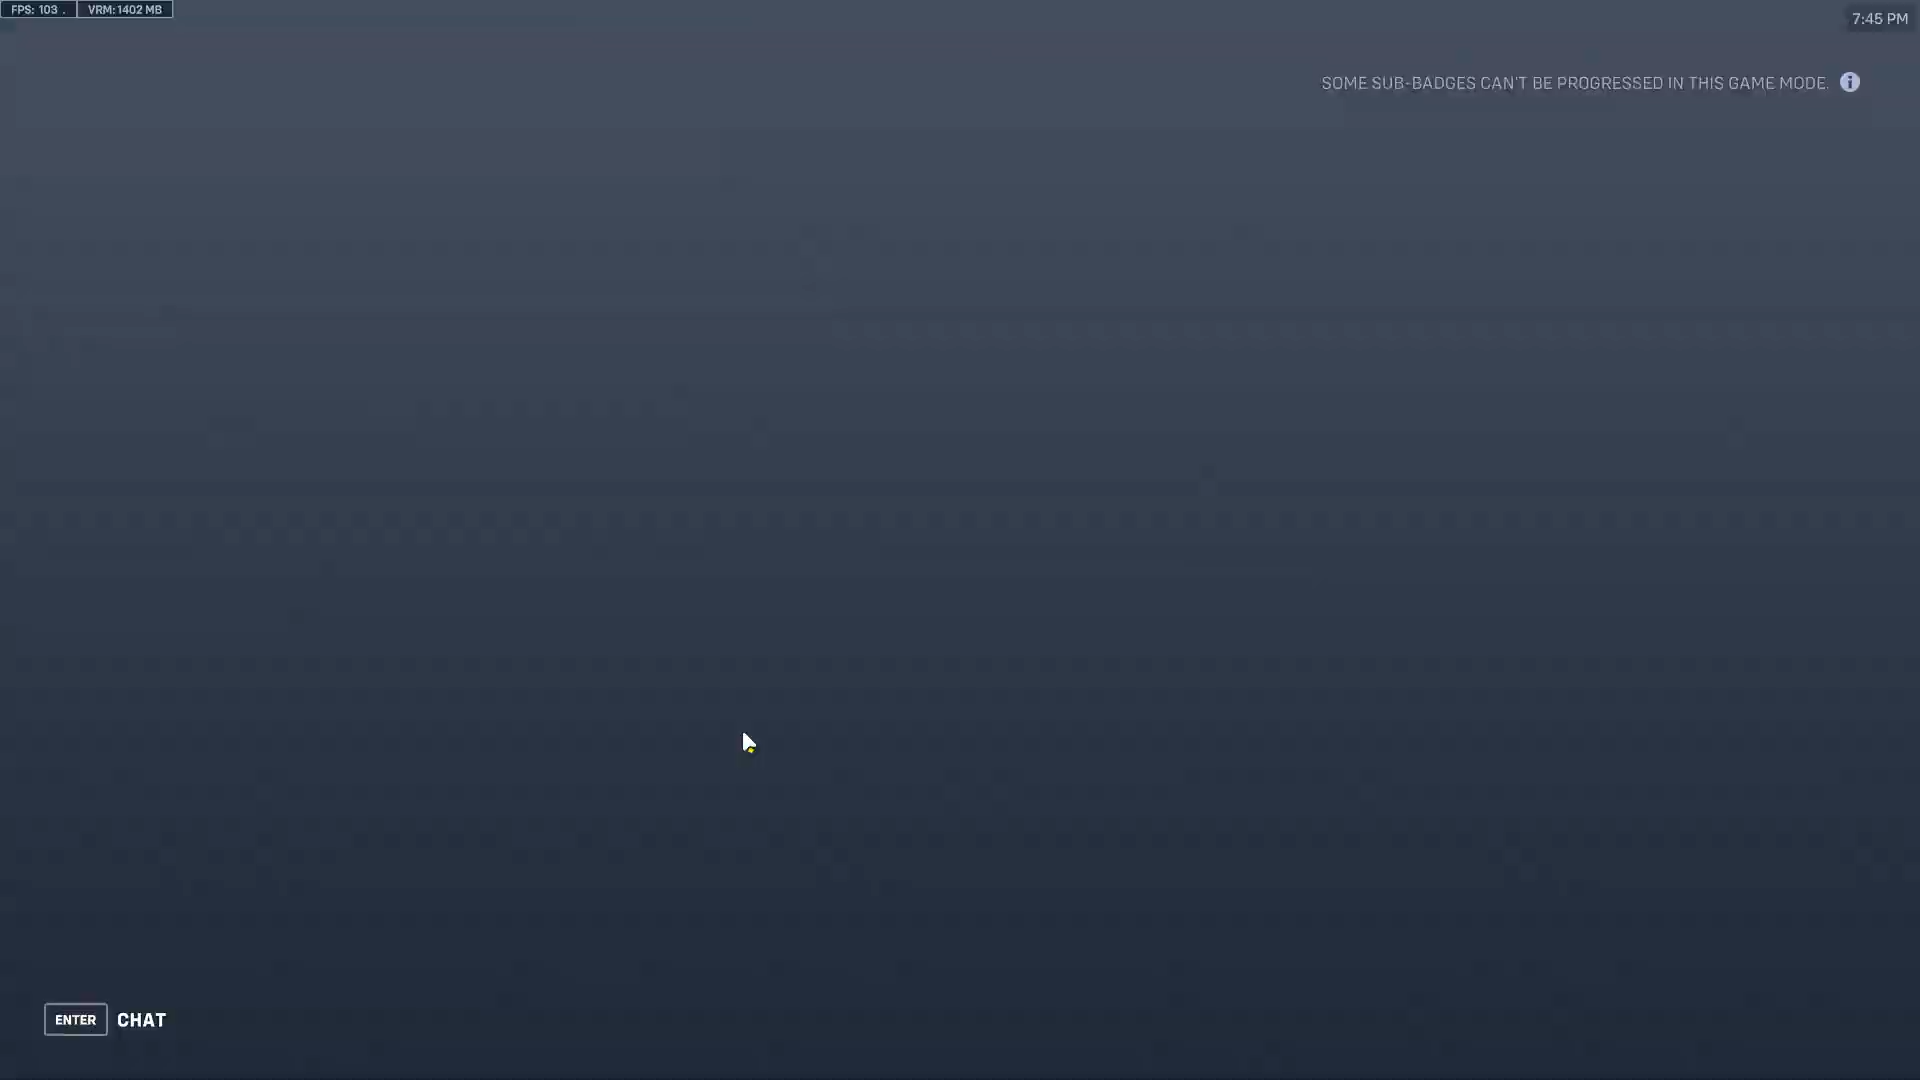 FPS: 103 .
VRM:1402 MB
7:45 PM
SOME SUB-BADGES CAN'T BE PROGRESSED IN THIS GAME MODE.
ENTER CHAT